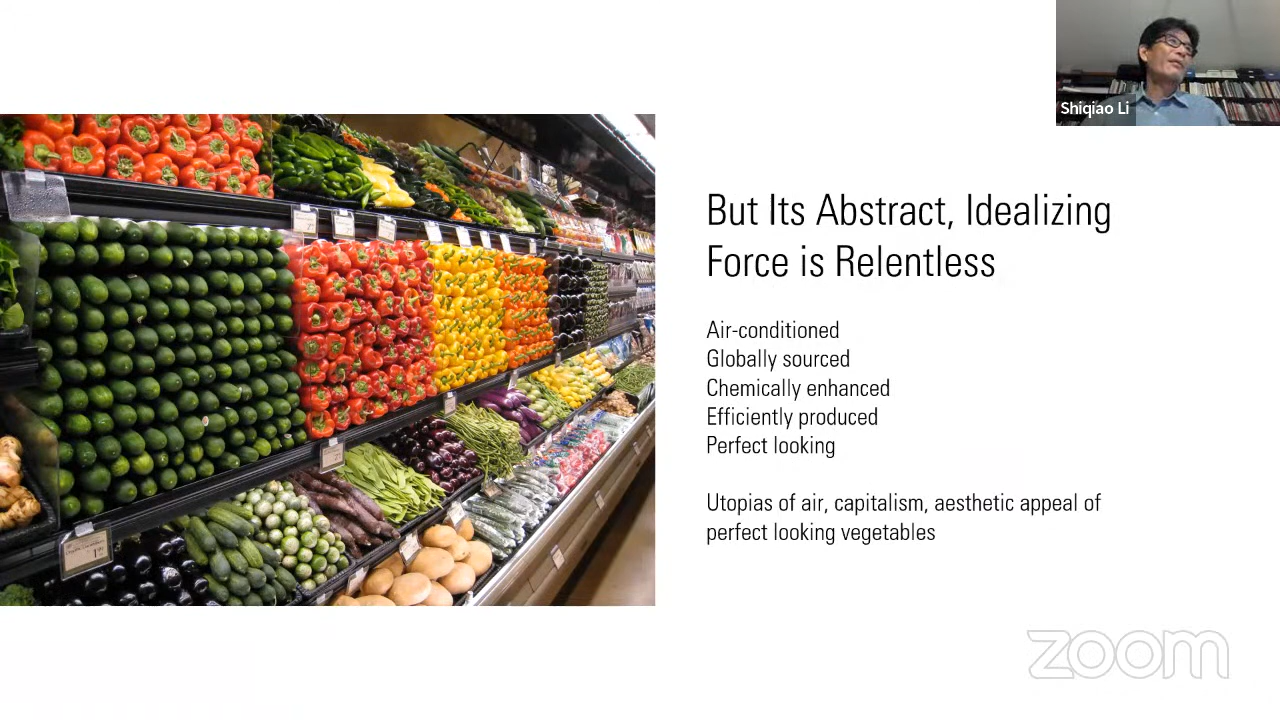 Shiqiao Li
But Its Abstract, Idealizing
Force is Relentless
Air-conditioned
Globally sourced
Chemically enhanced
Efficiently produced
Perfect looking
Utopias of air, capitalism, aesthetic appeal of
perfect looking vegetables
zoom